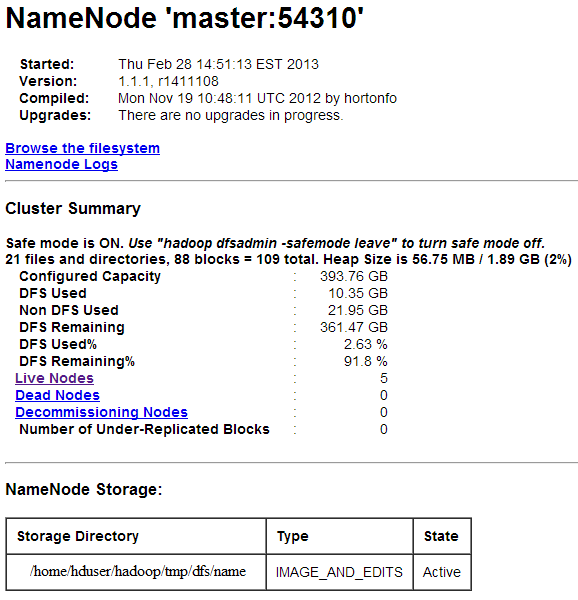 NameNode 'master:54310'
Started: Thu Feb 28 14:51:13 EST 2013
Version: 1.1.1, r1411108
Compiled: Mon Nov 19 10:48:11 UTC 2012 by hortonfo
Upgrades: There are no upgrades in progress.
Browse the filesystem
Namenode Logs
Cluster Summary
Safe mode is ON. Use "hadoop dfsadmin -safemode leave" to turn safe mode off.
21 files and directories, 88 blocks = 109 total. Heap Size is 56.75 MB / 1.89 GB (2%)
Configured Capacity : 393.76 GB
DFS Used : 10.35 GB
Non DFS Used : 21.95 GB
DFS Remaining : 361.47 GB
DFS Used% : 2.63 %
DFS Remaining% : 91.8 %
Live Nodes : 5
Dead Nodes : 0
Decommissioning Nodes : 0
Number of Under-Replicated Blocks : 0
NameNode Storage:
Storage Directory Type State
/home/hduser/hadoop/tmp/dfs/name IMAGE_AND_EDITS Active